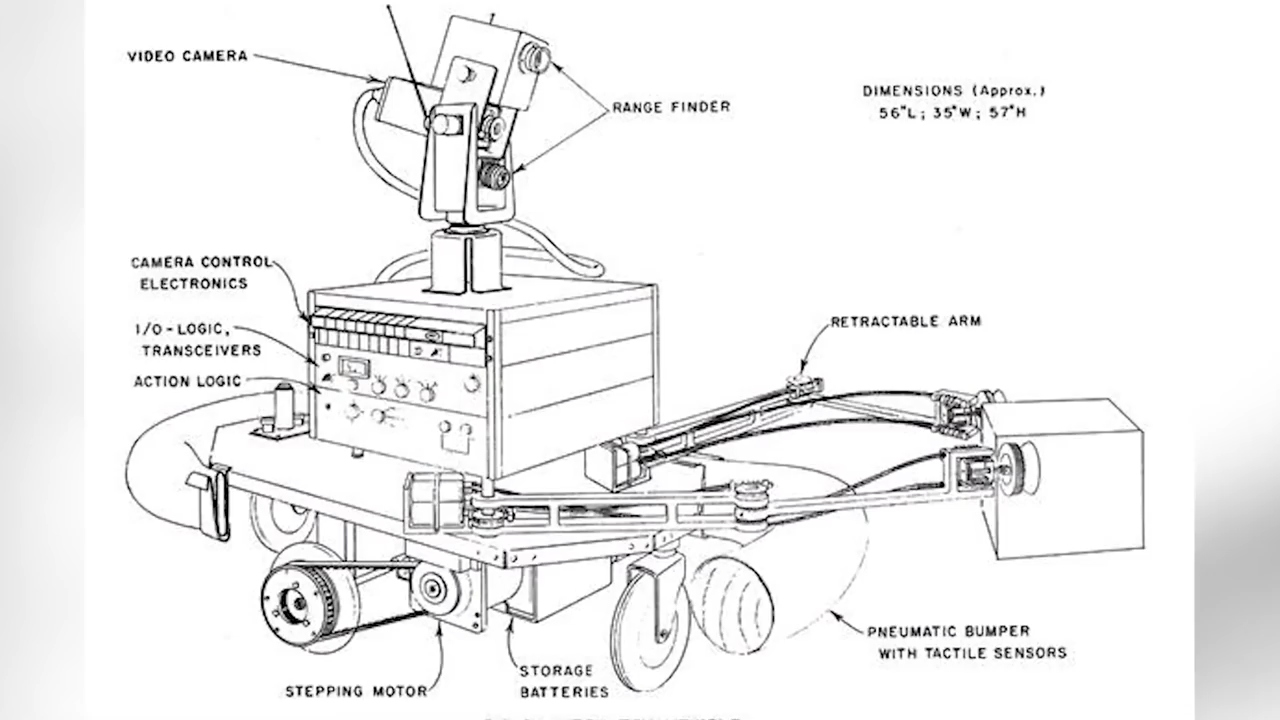 VIDEO CAMERA
RANGE FINDER
DIMENSIONS (Approx.)
56"L; 35"W; 57"H
CAMERA CONTROL
ELECTRONICS
I/O-LOGIC,
TRANSCEIVERS
ACTION LOGIC
RETRACTABLE ARM
PNEUMATIC BUMPER
WITH TACTILE SENSORS
STORAGE
BATTERIES
STEPPING MOTOR